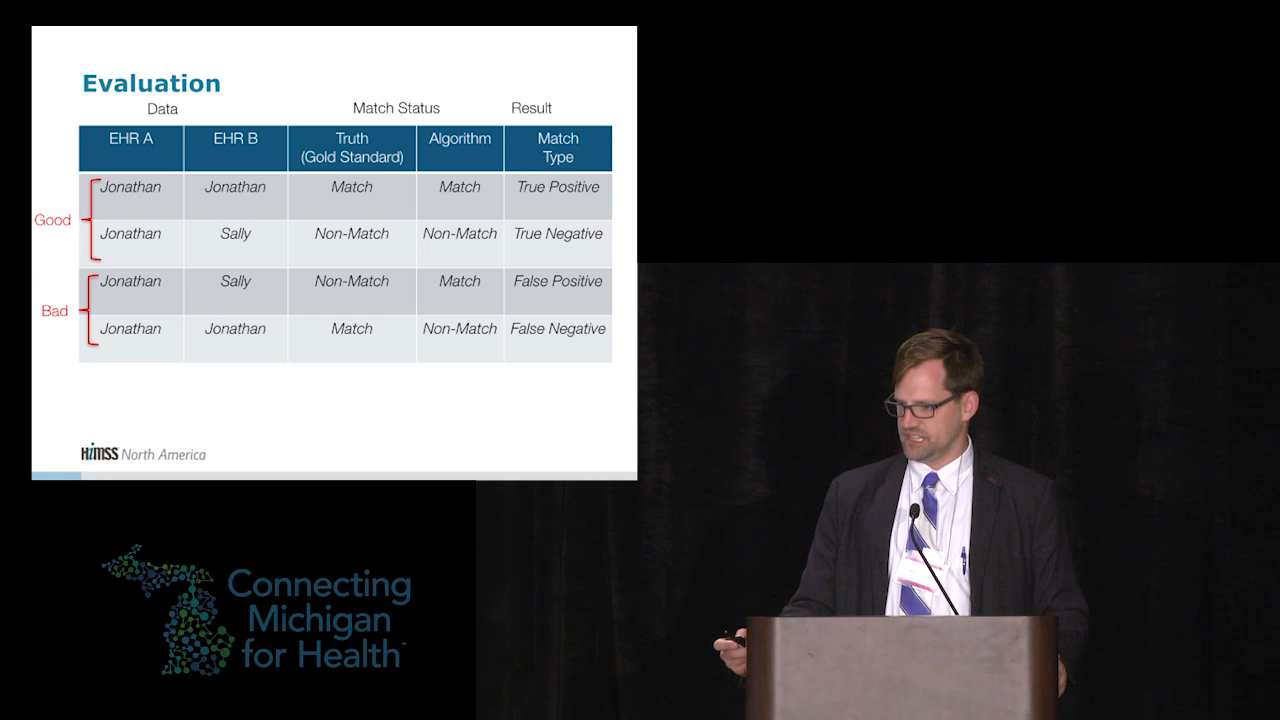 Evaluation
Data Match Status Result
EHR A EHR B Truth (Gold Standard) Algorithm Match Type
Jonathan Jonathan Match Match True Positive
Good
Jonathan Sally Non-Match Non-Match True Negative
Jonathan Sally Non-Match Match False Positive
Bad
Jonathan Jonathan Match Non-Match False Negative
HiMSS North America
Connecting
Michigan
for Health™